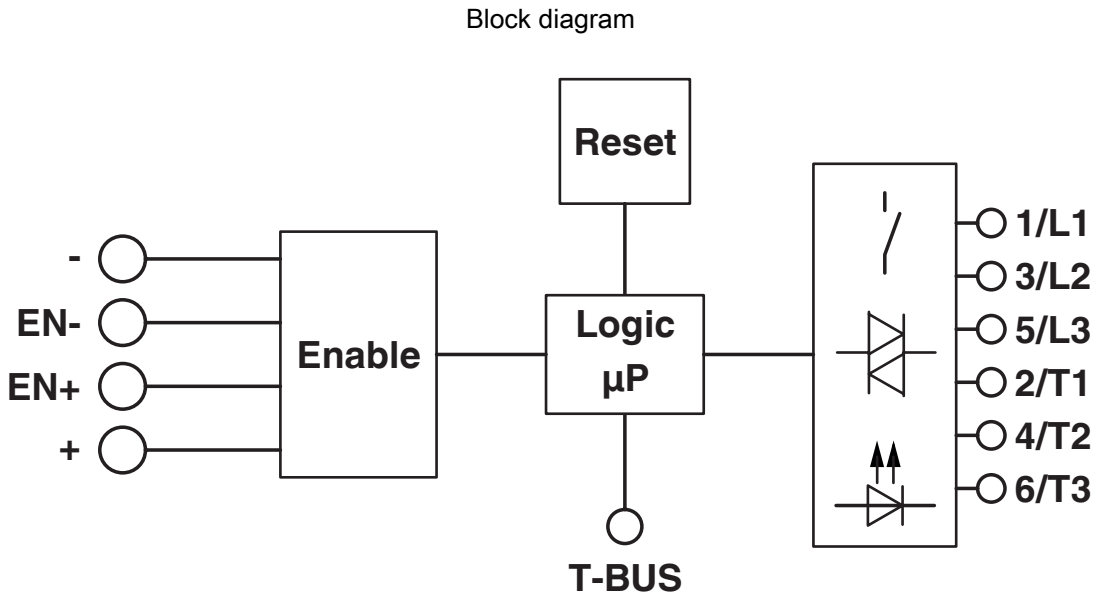 Block diagram
Reset
-
EN-
EN+
+
Enable
Logic
µP
T-BUS
1/L1
3/L2
5/L3
2/T1
4/T2
6/T3